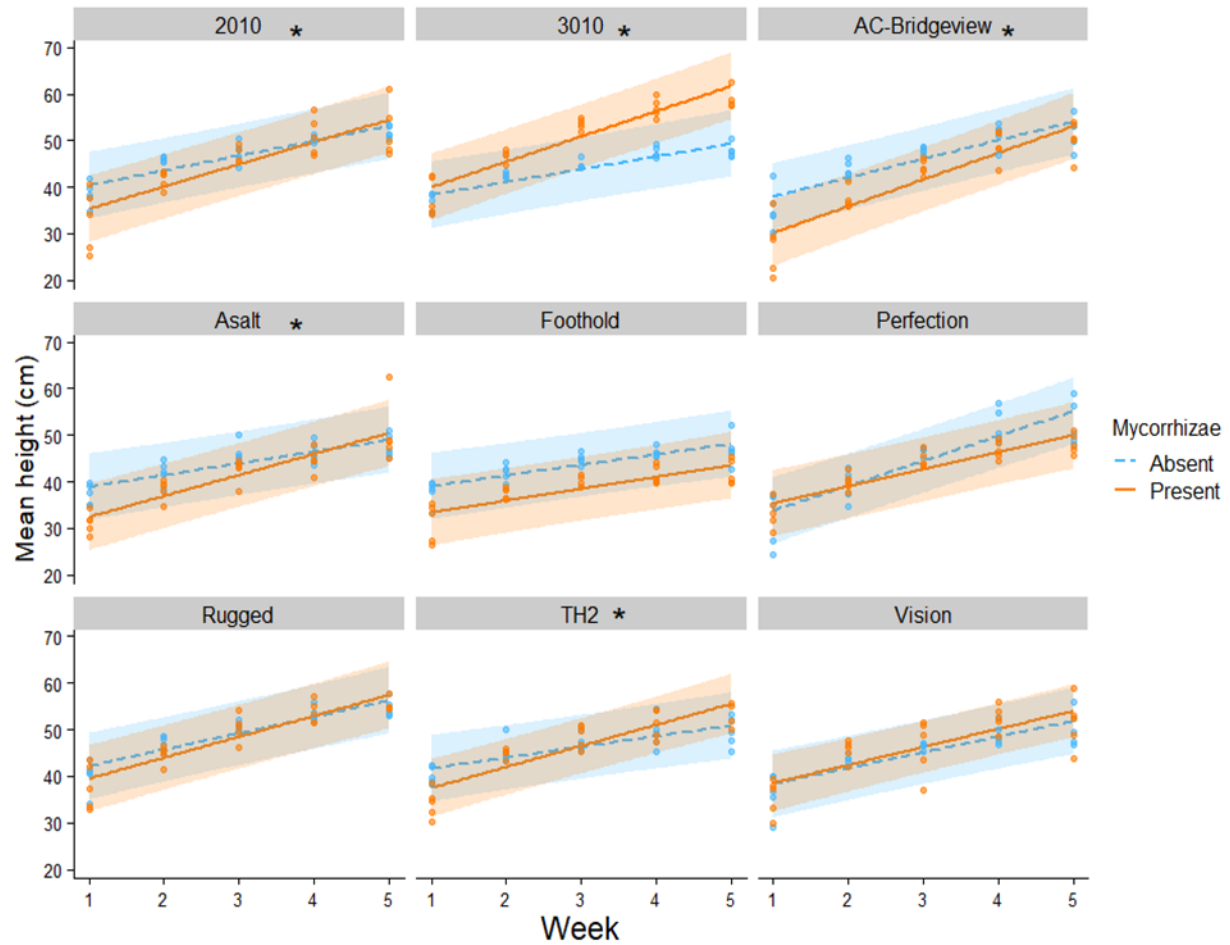 2010 *
3010 *
AC-Bridgeview *
70
60
50
40
30
20
Asalt *
Foothold
Perfection
70
60
50
40
30
20
Mean height (cm)
Mycorrhizae
Absent
Present
Rugged
TH2 *
Vision
70
60
50
40
30
20
1 2 3 4 5
1 2 3 4 5
1 2 3 4 5
Week